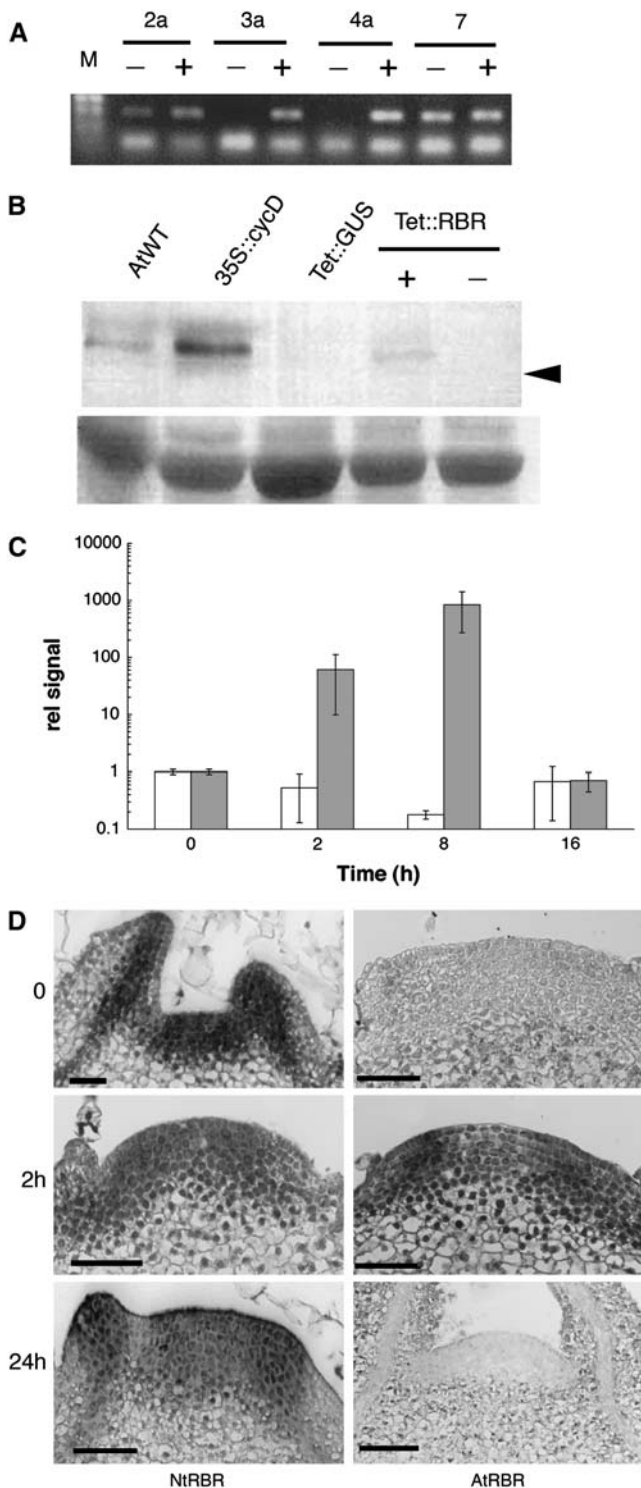 A
2a 3a 4a 7
M
– + – + – + – +
B
AtWT 35S::cycD Tet::GUS Tet::RBR
+ –
C
10000
1000
100
10
1
0.1
rel signal
0 2 8 16
Time (h)
D
0
2h
24h
NtRBR AtRBR